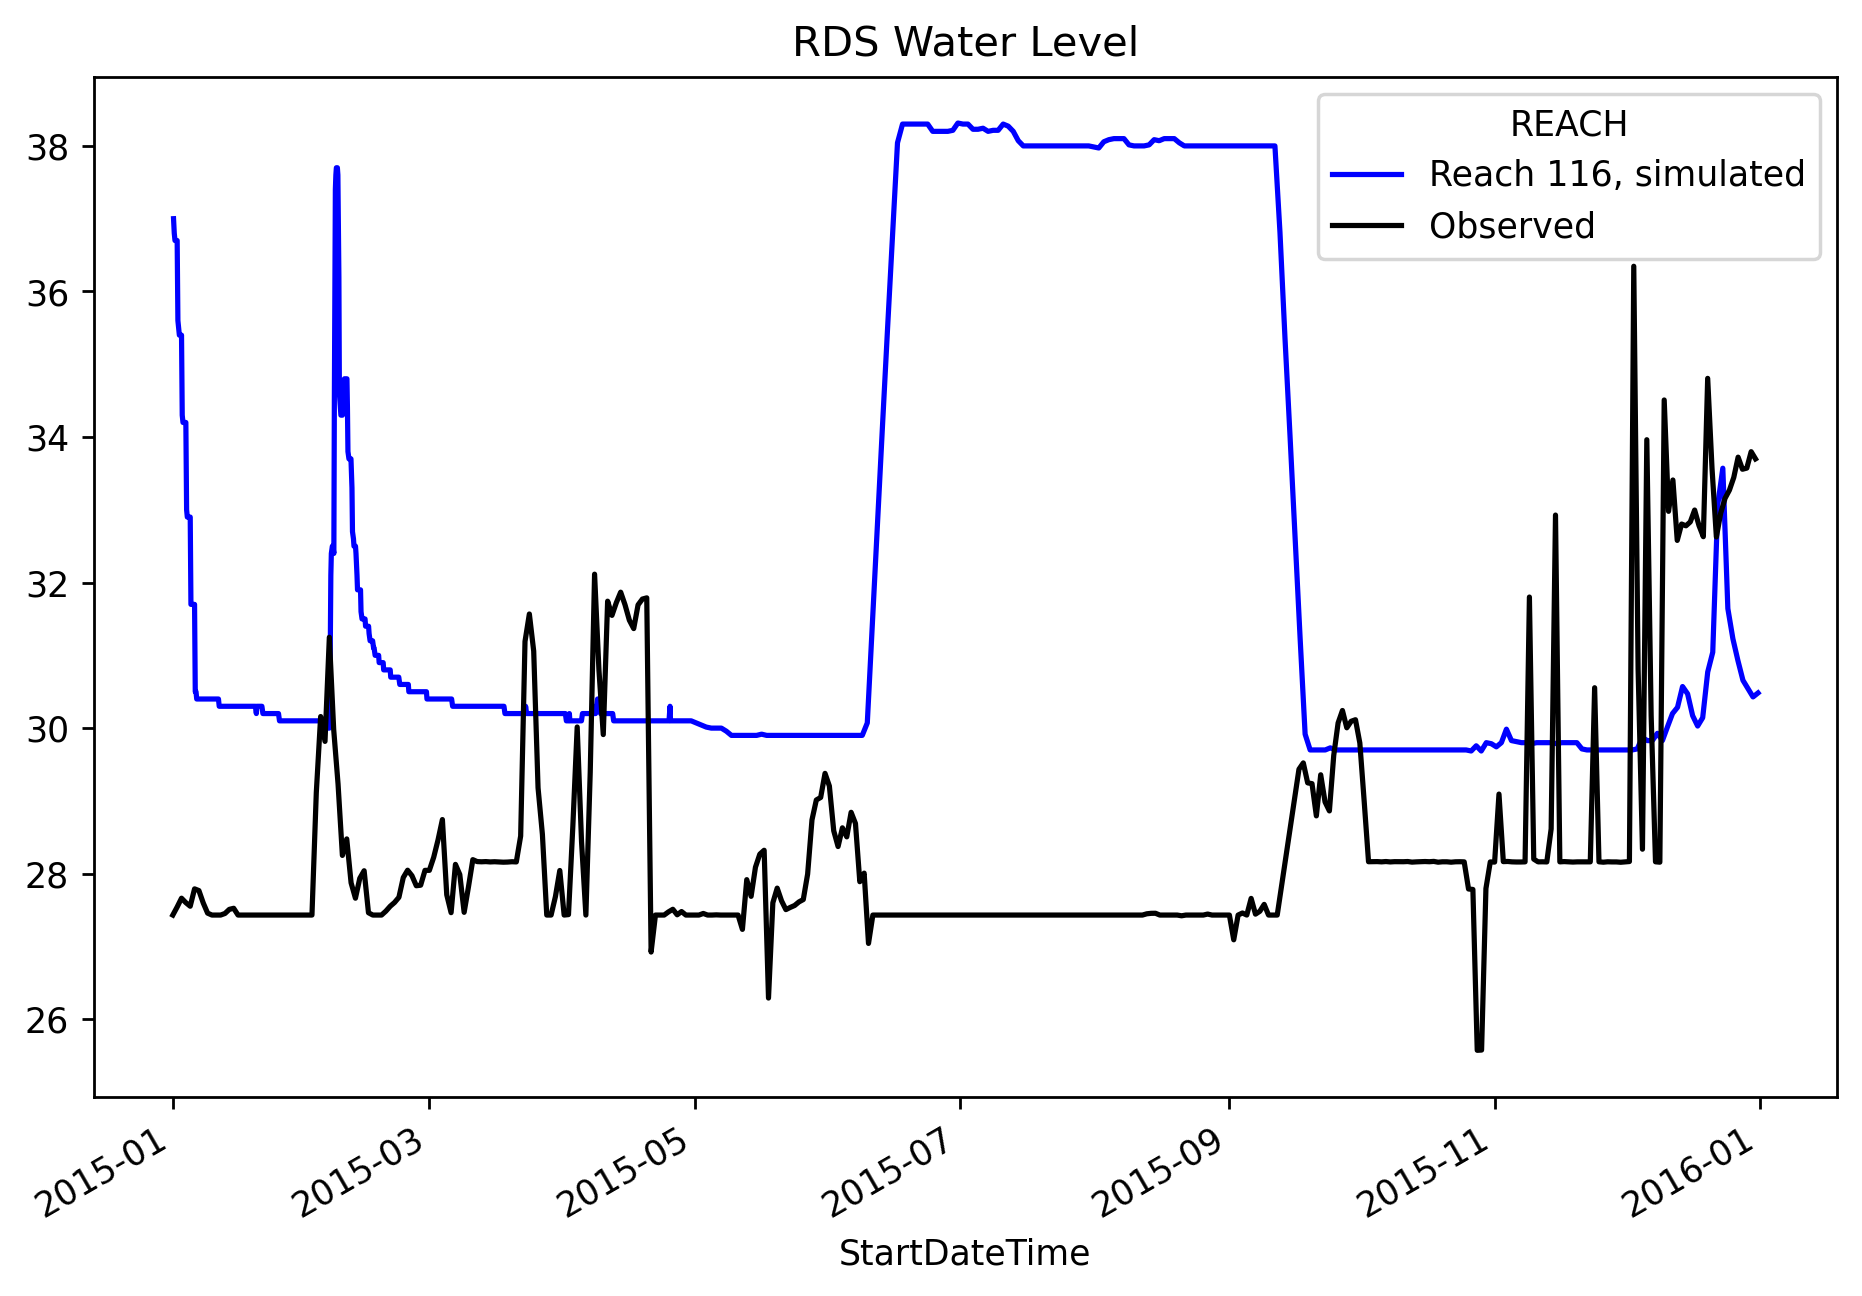 RDS Water Level
REACH
Reach 116, simulated
Observed
38
36
34
32
30
28
26
2015-01
2015-03
2015-05
2015-07
2015-09
2015-11
2016-01
StartDateTime